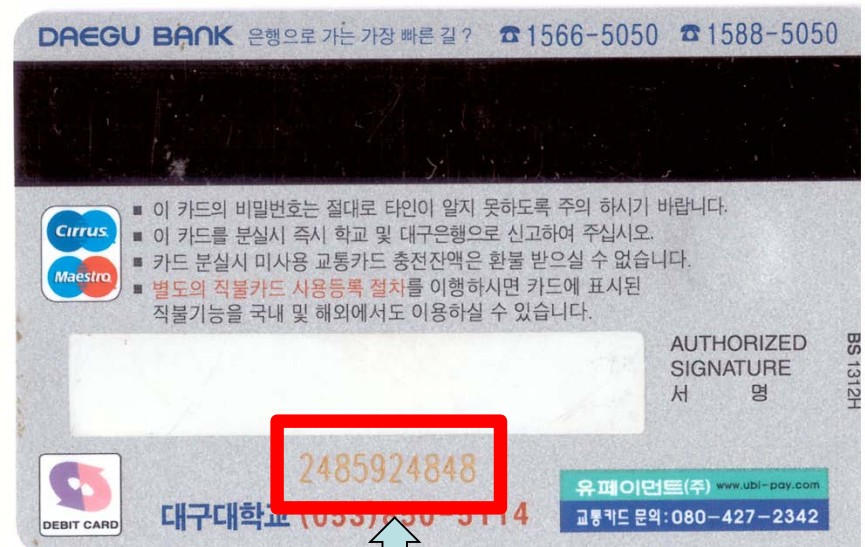 DAEGU BANK 은행으로 가는 가장 빠른 길 ? ☎1566-5050 ☎1588-5050
Cirrus
Maestro
■ 이 카드의 비밀번호는 절대로 타인이 알지 못하도록 주의 하시기 바랍니다.
■ 이 카드를 분실시 즉시 학교 및 대구은행으로 신고하여 주십시오.
■ 카드 분실시 미사용 교통카드 충전잔액은 환불 받으실 수 없습니다.
■ 별도의 직불카드 사용등록 절차를 이행하시면 카드에 표시된
직불기능을 국내 및 해외에서도 이용하실 수 있습니다.
AUTHORIZED
SIGNATURE
서 명
BS 1312H
2485924848
DEBIT CARD
대구대학교
유페이먼트(주) www.ubi-pay.com
교통카드 문의:080-427-2342